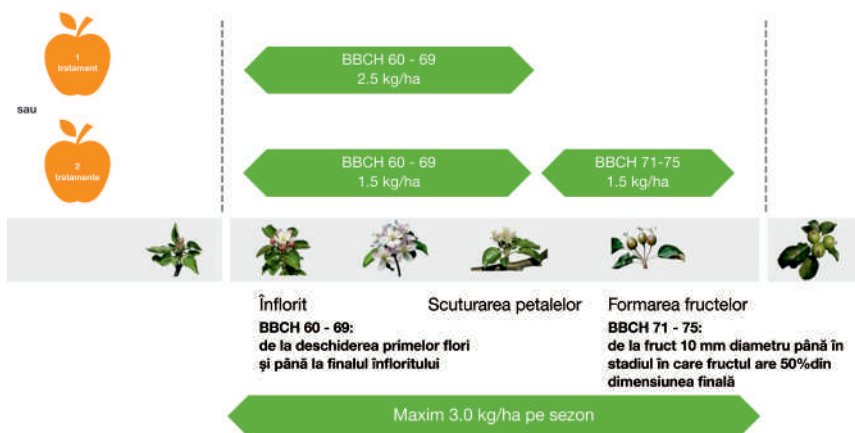 1
tratament
BBCH 60 - 69
2.5 kg/ha
sau
2
tratamente
BBCH 60 - 69
1.5 kg/ha
BBCH 71-75
1.5 kg/ha
Înflorit
BBCH 60 - 69:
de la deschiderea primelor flori
și până la finalul înfloritului
Scuturarea petalelor
Formarea fructelor
BBCH 71 - 75:
de la fruct 10 mm diametru până în
stadiul în care fructul are 50%din
dimensiunea finală
Maxim 3.0 kg/ha pe sezon